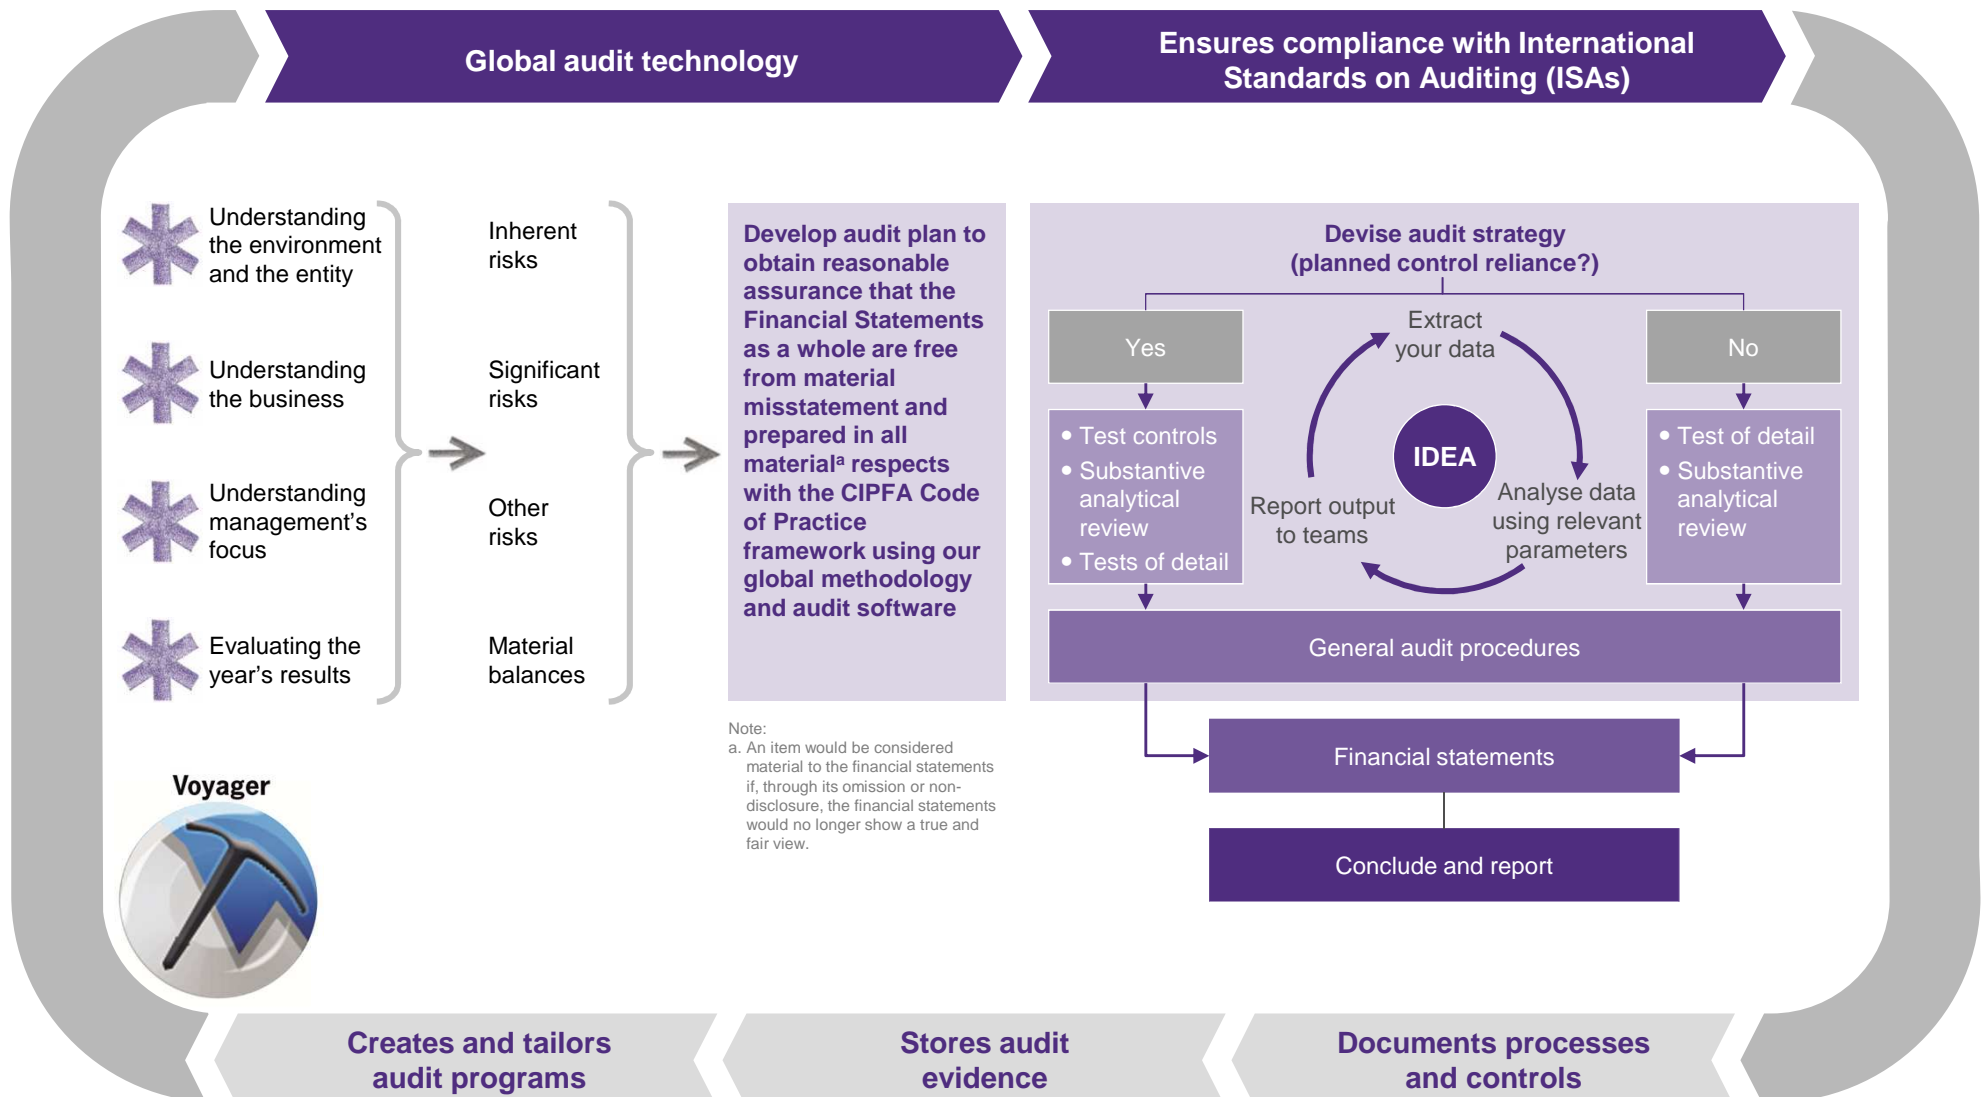 Global audit technology
Ensures compliance with International
Standards on Auditing (ISAs)
Understanding
the environment
and the entity
Understanding
the business
Understanding
management’s
focus
Evaluating the
year’s results
Inherent
risks
Significant
risks
Other
risks
Material
balances
Develop audit plan to
obtain reasonable
assurance that the
Financial Statements
as a whole are free
from material
misstatement and
prepared in all
materialᵃ respects
with the CIPFA Code
of Practice
framework using our
global methodology
and audit software
Note:
a. An item would be considered
material to the financial statements
if, through its omission or non-
disclosure, the financial statements
would no longer show a true and
fair view.
Devise audit strategy
(planned control reliance?)
Yes
• Test controls
• Substantive
analytical
review
• Tests of detail
Extract
your data
IDEA
Analyse data
using relevant
parameters
Report output
to teams
No
• Test of detail
• Substantive
analytical
review
General audit procedures
Financial statements
Conclude and report
Voyager
Creates and tailors
audit programs
Stores audit
evidence
Documents processes
and controls